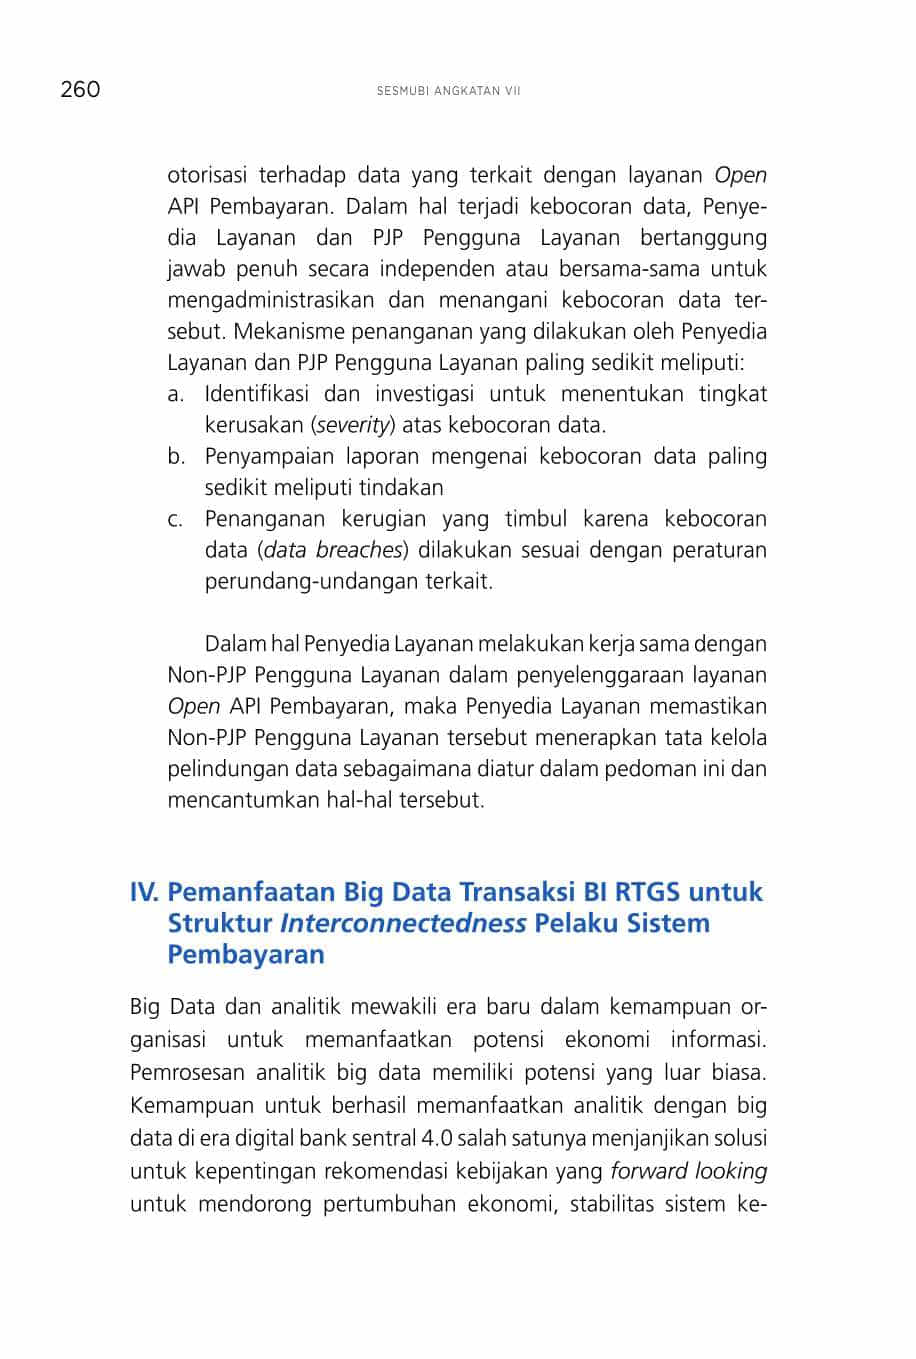 260
SESMUBI ANGKATAN VII
otorisasi terhadap data yang terkait dengan layanan Open
API Pembayaran. Dalam hal terjadi kebocoran data, Penye-
dia Layanan dan PJP Pengguna Layanan bertanggung
jawab penuh secara independen atau bersama-sama untuk
mengadministrasikan dan menangani kebocoran data ter-
sebut. Mekanisme penanganan yang dilakukan oleh Penyedia
Layanan dan PJP Pengguna Layanan paling sedikit meliputi:
a. Identifikasi dan investigasi untuk menentukan tingkat
kerusakan (severity) atas kebocoran data.
b. Penyampaian laporan mengenai kebocoran data paling
sedikit meliputi tindakan
c. Penanganan kerugian yang timbul karena kebocoran
data (data breaches) dilakukan sesuai dengan peraturan
perundang-undangan terkait.
Dalam hal Penyedia Layanan melakukan kerja sama dengan
Non-PJP Pengguna Layanan dalam penyelenggaraan layanan
Open API Pembayaran, maka Penyedia Layanan memastikan
Non-PJP Pengguna Layanan tersebut menerapkan tata kelola
pelindungan data sebagaimana diatur dalam pedoman ini dan
mencantumkan hal-hal tersebut.
IV. Pemanfaatan Big Data Transaksi BI RTGS untuk
Struktur Interconnectedness Pelaku Sistem
Pembayaran
Big Data dan analitik mewakili era baru dalam kemampuan or-
ganisasi untuk memanfaatkan potensi ekonomi informasi.
Pemrosesan analitik big data memiliki potensi yang luar biasa.
Kemampuan untuk berhasil memanfaatkan analitik dengan big
data di era digital bank sentral 4.0 salah satunya menjanjikan solusi
untuk kepentingan rekomendasi kebijakan yang forward looking
untuk mendorong pertumbuhan ekonomi, stabilitas sistem ke-